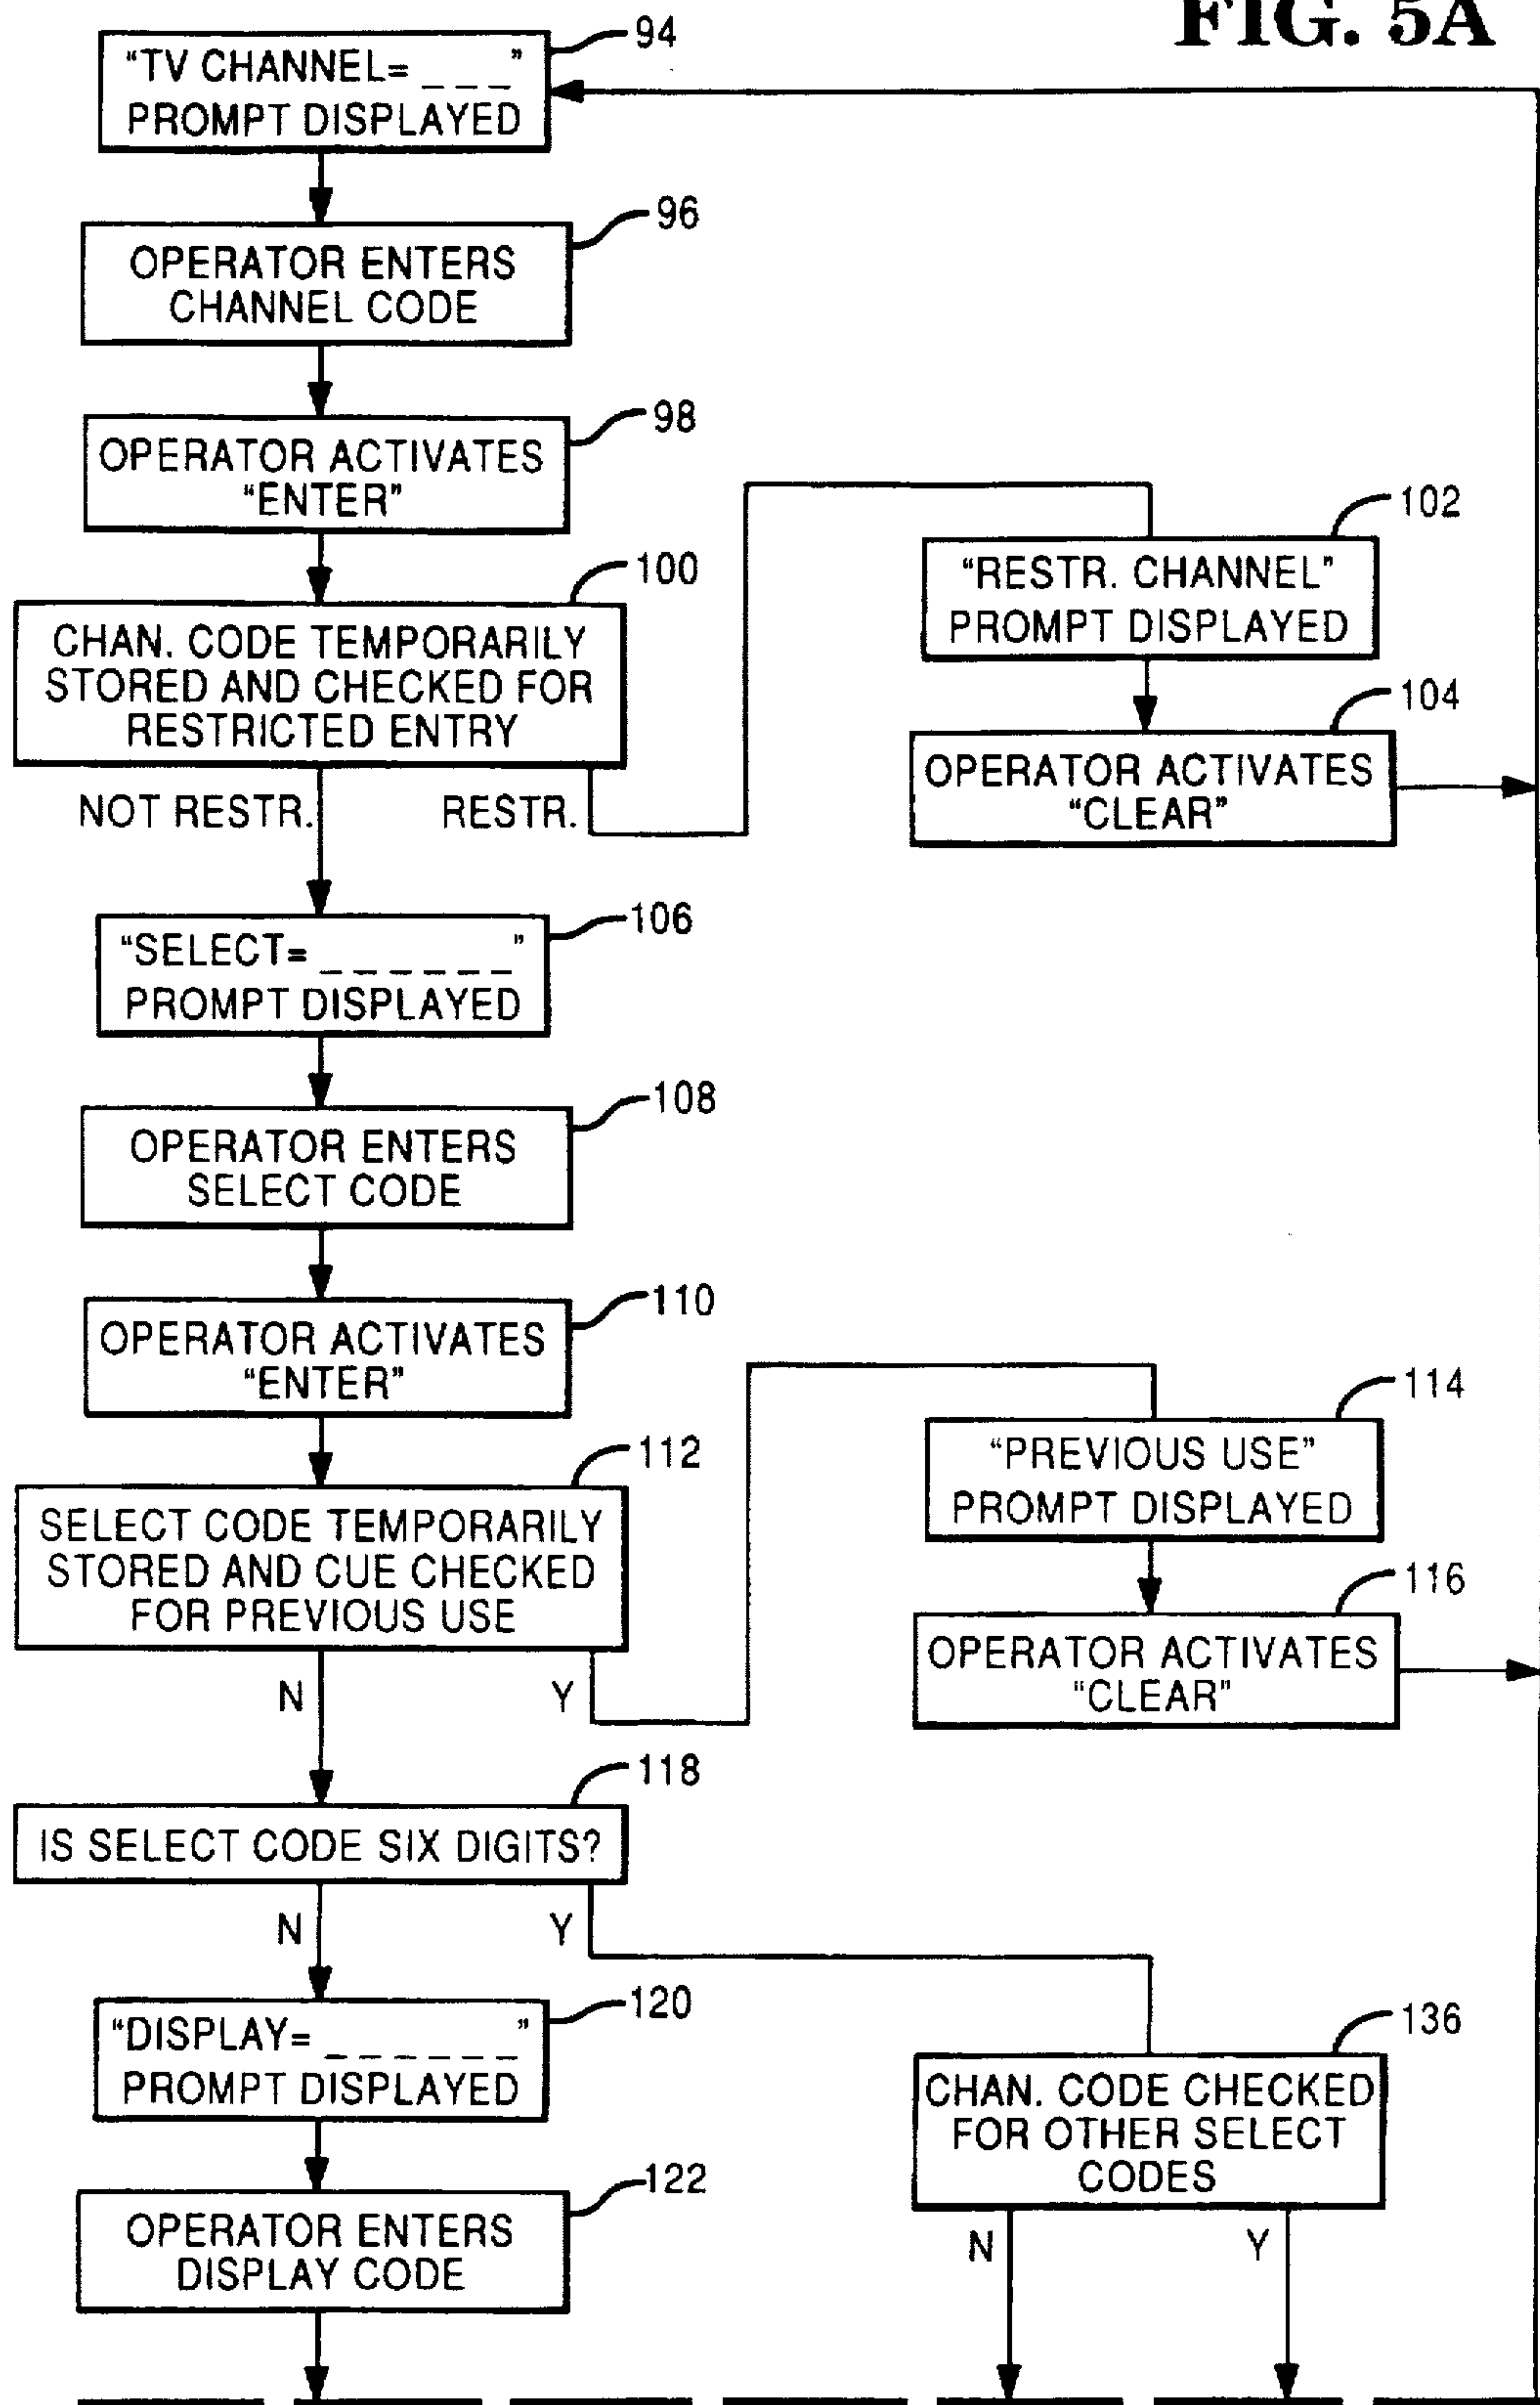 FIG. 5A
94
“TV CHANNEL= _ _ _”
PROMPT DISPLAYED
96
OPERATOR ENTERS
CHANNEL CODE
98
OPERATOR ACTIVATES
“ENTER”
100
CHAN. CODE TEMPORARILY
STORED AND CHECKED FOR
RESTRICTED ENTRY
NOT RESTR.
RESTR.
102
“RESTR. CHANNEL”
PROMPT DISPLAYED
104
OPERATOR ACTIVATES
“CLEAR”
106
“SELECT= _ _ _ _ _ _”
PROMPT DISPLAYED
108
OPERATOR ENTERS
SELECT CODE
110
OPERATOR ACTIVATES
“ENTER”
112
SELECT CODE TEMPORARILY
STORED AND CUE CHECKED
FOR PREVIOUS USE
N
Y
114
“PREVIOUS USE”
PROMPT DISPLAYED
116
OPERATOR ACTIVATES
“CLEAR”
118
IS SELECT CODE SIX DIGITS?
N
Y
120
“DISPLAY= _ _ _ _ _ _”
PROMPT DISPLAYED
122
OPERATOR ENTERS
DISPLAY CODE
136
CHAN. CODE CHECKED
FOR OTHER SELECT
CODES
N
Y